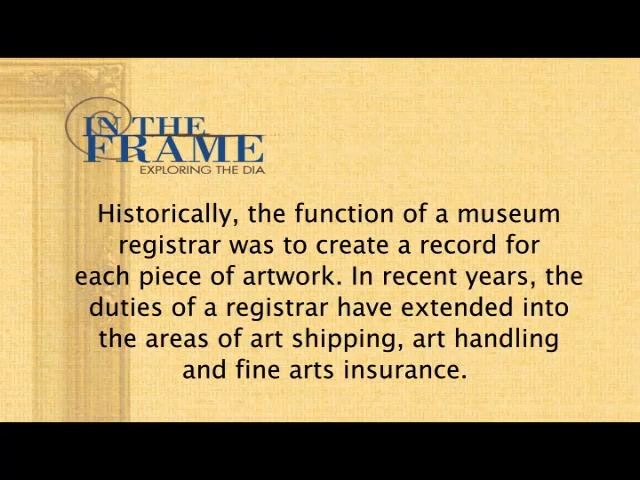 IN THE
FRAME
EXPLORING THE DIA
Historically, the function of a museum
registrar was to create a record for
each piece of artwork. In recent years, the
duties of a registrar have extended into
the areas of art shipping, art handling
and fine arts insurance.